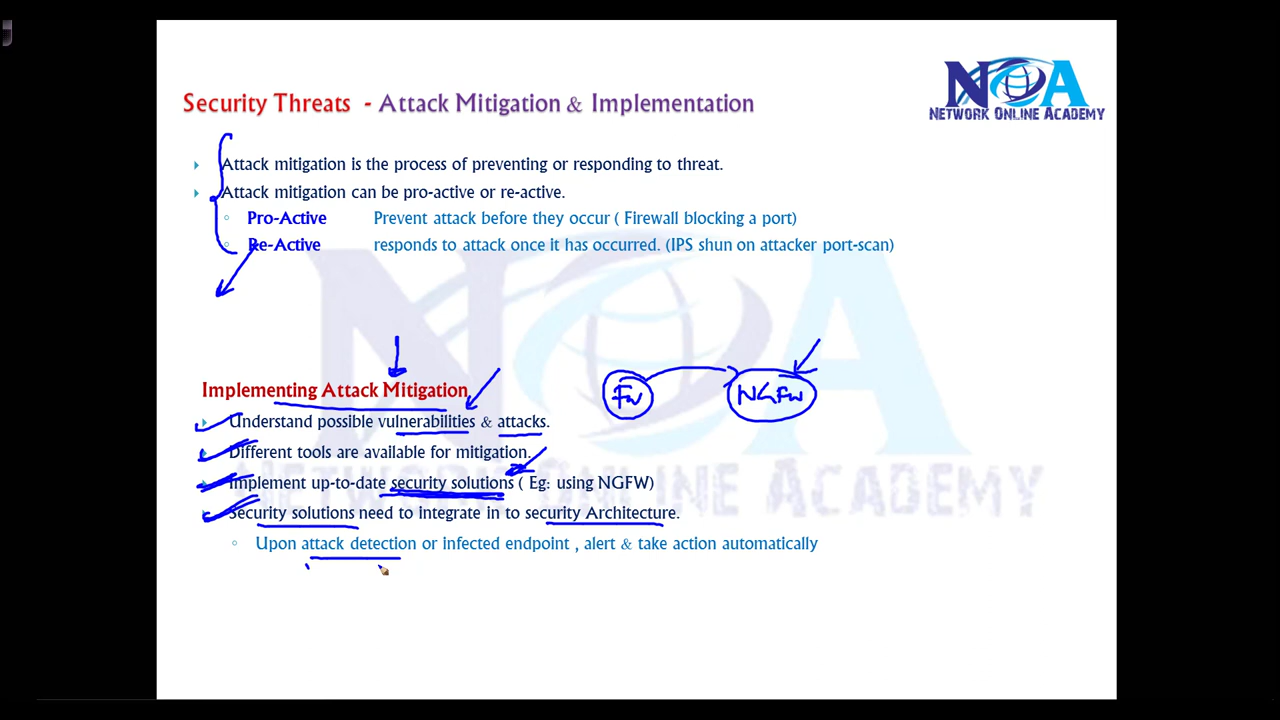 NOA
NETWORK ONLINE ACADEMY
Security Threats - Attack Mitigation & Implementation
Attack mitigation is the process of preventing or responding to threat.
Attack mitigation can be pro-active or re-active.
Pro-Active Prevent attack before they occur ( Firewall blocking a port)
Re-Active responds to attack once it has occurred. (IPS shun on attacker port-scan)
Implementing Attack Mitigation
FW NGFW
Understand possible vulnerabilities & attacks.
Different tools are available for mitigation.
Implement up-to-date security solutions ( Eg: using NGFW)
Security solutions need to integrate in to security Architecture.
Upon attack detection or infected endpoint , alert & take action automatically
NETWORK ONLINE ACADEMY